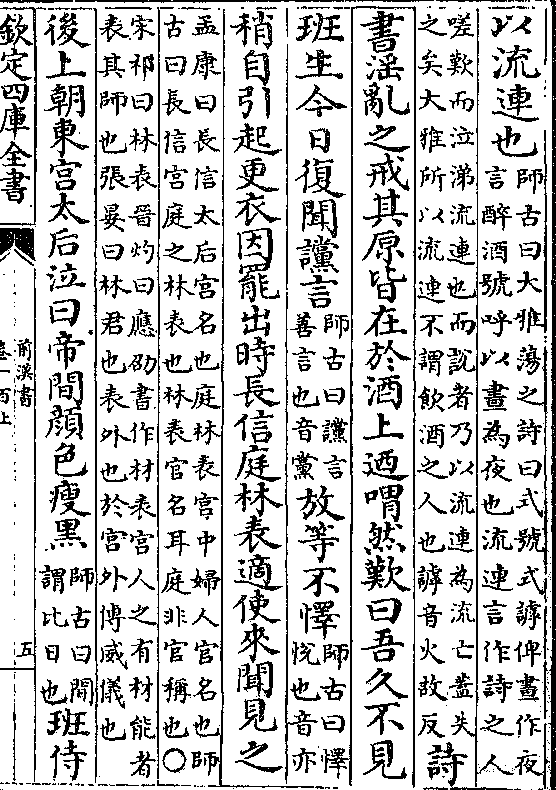 以流連也師古曰大雅蕩之詩曰式號式謼俾晝作夜言醉酒號呼以晝為夜也流連言作詩之人
嗟歎而泣涕流連也而說者乃以流連為流亡蓋失之矣大雅所以流連不謂飲酒之人也謼音火故反詩
書淫亂之戒其原皆在於酒上迺喟然歎曰吾久不見
班生今日復聞讜言師古曰讜言善言也音黨放等不懌師古曰懌悅也音亦
稍自引起更衣因罷出時長信庭林表適使來聞見之
孟康曰長信太后宮名也庭林表宮中婦人官名也師古曰長信宮庭之林表也林表官名耳庭非官稱也○
宋祁曰林表晉灼曰應劭書作材表宮人之有材能者表其師也張晏曰林君也表外也於宮外傳威儀也
後上朝東宮太后泣曰帝間顔色瘦黑師古曰間謂比日也班侍
欽定四庫全書
前漢書
卷一百上
五